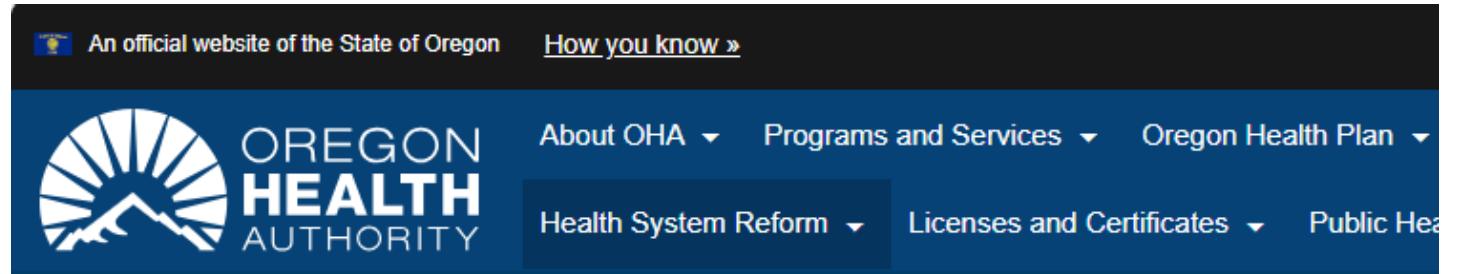 An official website of the State of Oregon How you know »
OREGON
HEALTH
AUTHORITY
About OHA Programs and Services Oregon Health Plan
Health System Reform Licenses and Certificates Public